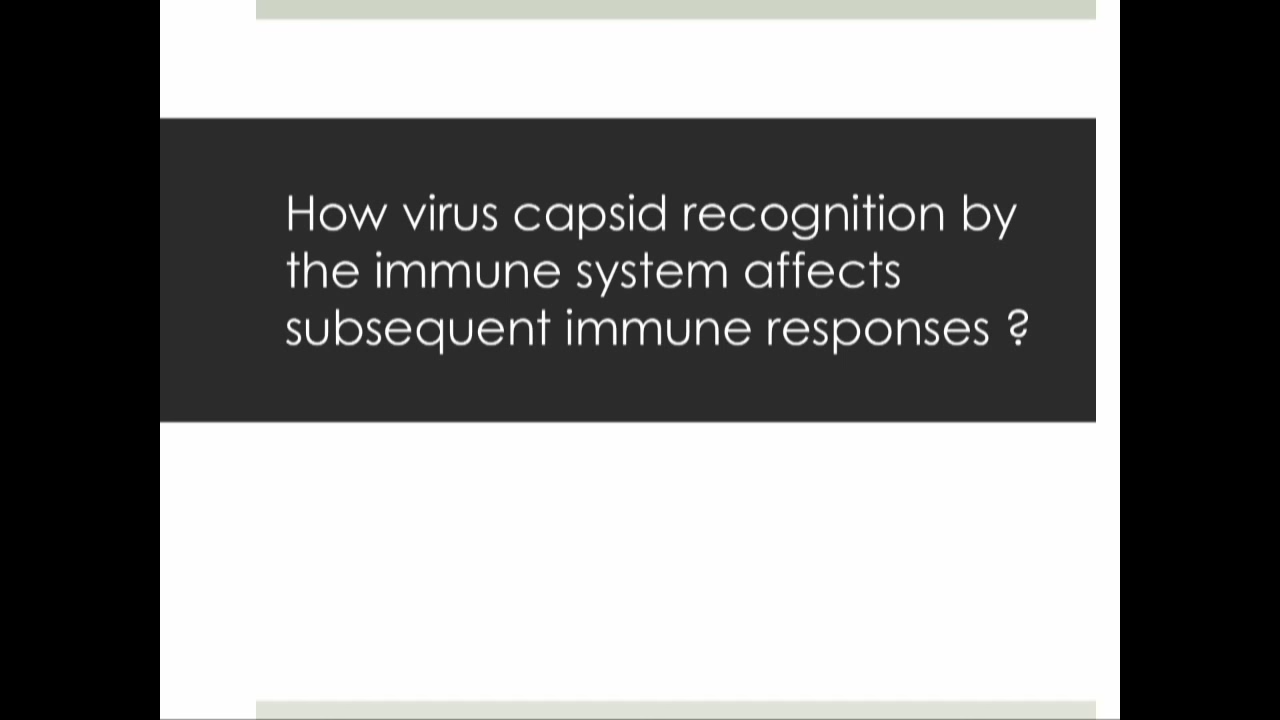 How virus capsid recognition by
the immune system affects
subsequent immune responses ?